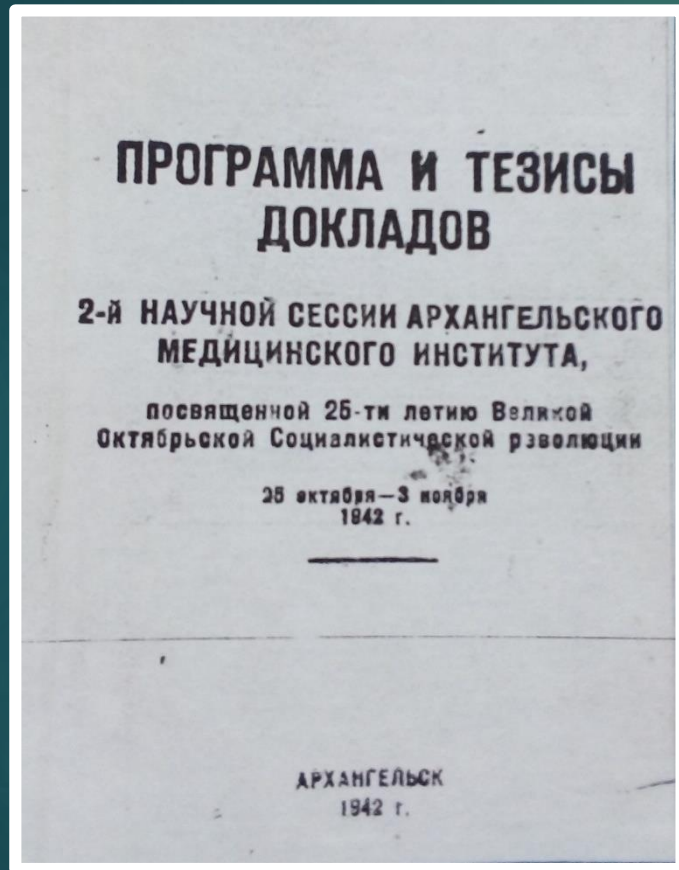 ПРОГРАММА И ТЕЗИСЫ
ДОКЛАДОВ
2-й НАУЧНОЙ СЕССИИ АРХАНГЕЛЬСКОГО
МЕДИЦИНСКОГО ИНСТИТУТА,
посвященной 25-ти летию Великой
Октябрьской Социалистической рэволюции
25 октября—3 ноября
1942 г.
АРХАНГЕЛЬСК
1942 г.